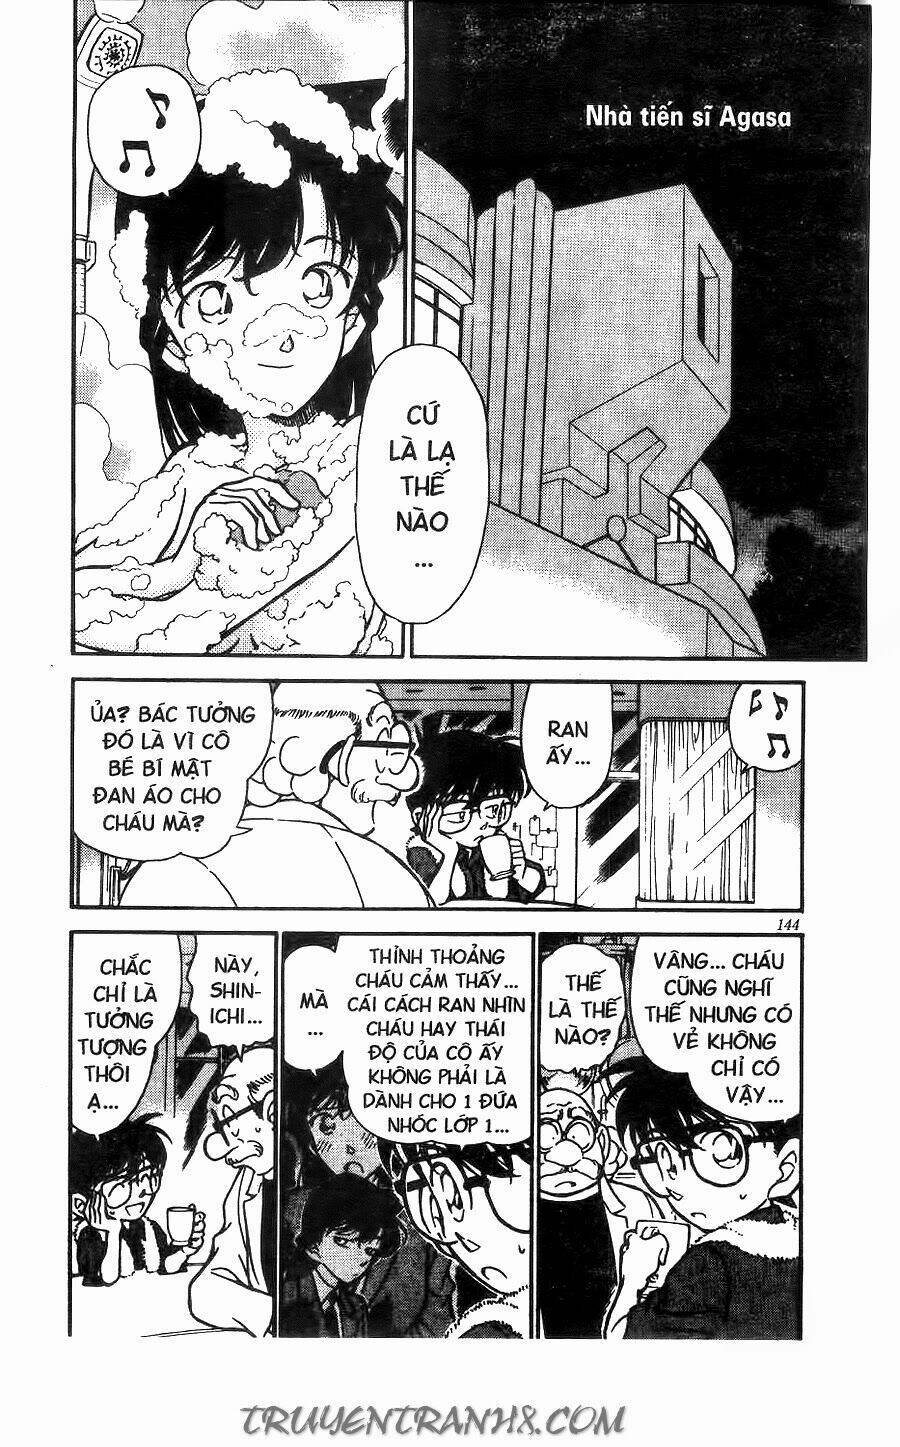 Nhà tiến sĩ Agasa
CỨ
LÀ LẠ
THẾ
NÀO
...
RAN
ẤY...
ỦA? BÁC TƯỞNG
ĐÓ LÀ VÌ CÔ
BÉ BÍ MẬT
ĐAN ÁO CHO
CHÁU MÀ?
144
VÂNG... CHÁU
CŨNG NGHĨ
THẾ NHƯNG CÓ
VẺ KHÔNG
CHỈ CÓ
VẬY...
THẾ
LÀ THẾ
NÀO?
THỈNH THOẢNG
CHÁU CẢM THẤY...
CÁI CÁCH RAN NHÌN
CHÁU HAY THÁI
ĐỘ CỦA CÔ ẤY
KHÔNG PHẢI LÀ
DÀNH CHO 1 ĐỨA
NHÓC LỚP 1...
MÀ
...
NÀY,
SHIN-
ICHI...
CHẮC
CHỈ LÀ
TƯỞNG
TƯỢNG
THÔI
Ạ...
TRUYENTRANH8.COM